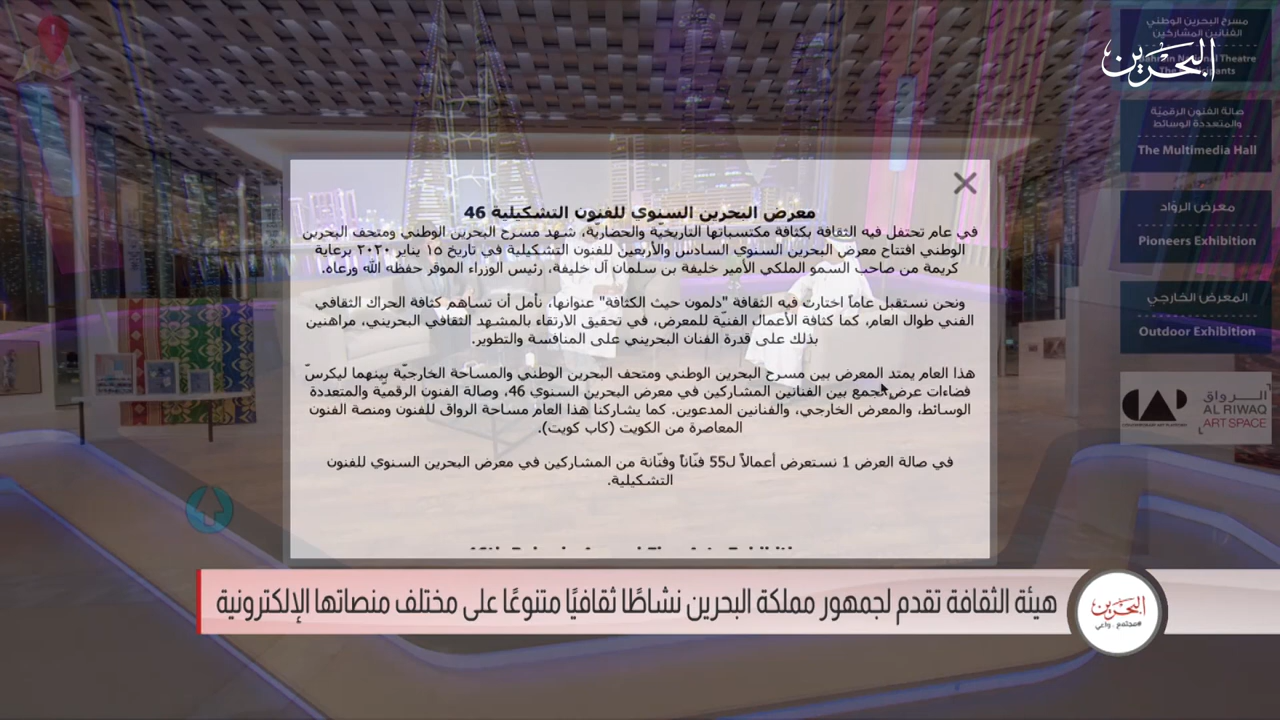 مسرح البحرين الوطني
الفنانين المشاركين
Theatre
البحرين
صالة الفنون الرقميّة
والمتعددة الوسائط
The Multimedia Hall
معرض الروّاد
Pioneers Exhibition
المعرض الخارجي
Outdoor Exhibition
الــرواق
AL RIWAQ
ART SPACE
معرض البحرين السنوي للفنون التشكيلية 46
في عام تحتفل فيه الثقافة بكثافة مكتسباتها التاريخية والحضاريّة، شهد مسرح البحرين الوطني ومتحف البحرين
الوطني افتتاح معرض البحرين السنوي السادس والأربعين للفنون التشكيلية في تاريخ ١٥ يناير ٢٠٢٠ برعاية
كريمة من صاحب السمو الملكي الأمير خليفة بن سلمان آل خليفة، رئيس الوزراء الموقر حفظه الله ورعاه.
ونحن نستقبل عاماً اختارت فيه الثقافة "دلمون حيث الكثافة" عنوانها، نأمل أن تساهم كثافة الحراك الثقافي
الفني طوال العام، كما كثافة الأعمال الفنيّة للمعرض، في تحقيق الارتقاء بالمشهد الثقافي البحريني، مراهنين
بذلك على قدرة الفنان البحريني على المنافسة والتطوير.
هذا العام يمتد المعرض بين مسرح البحرين الوطني ومتحف البحرين الوطني والمساحة الخارجيّة بينهما ليكرسّ
فضاءات عرض تجمع بين الفنانين المشاركين في معرض البحرين السنوي 46، وصالة الفنون الرقميّة والمتعددة
الوسائط، والمعرض الخارجي، والفنانين المدعوين. كما يشاركنا هذا العام مساحة الرواق للفنون ومنصة الفنون
المعاصرة من الكويت (كاب كويت).
في صالة العرض 1 نستعرض أعمالاً ل55 فنّاناً وفنّانة من المشاركين في معرض البحرين السنوي للفنون
التشكيلية.
هيئة الثقافة تقدم لجمهور مملكة البحرين نشاطًا ثقافيًا متنوعًا على مختلف منصاتها الإلكترونية
البحرين
#مجتمع_واعي